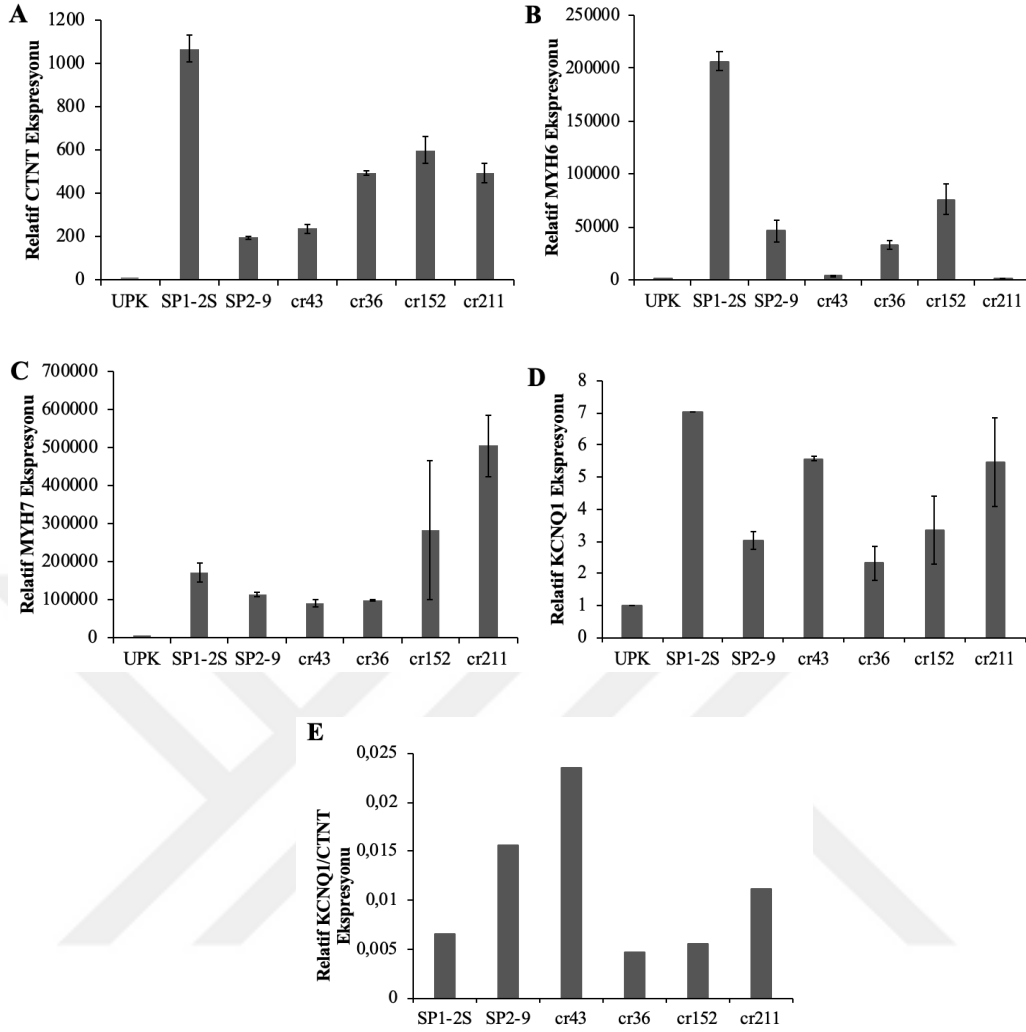 A
Relatif CTNT Ekspresyonu
1200
1000
800
600
400
200
0
UPK SP1-2S SP2-9 cr43 cr36 cr152 cr211
B
Relatif MYH6 Ekspresyonu
250000
200000
150000
100000
50000
0
UPK SP1-2S SP2-9 cr43 cr36 cr152 cr211
C
Relatif MYH7 Ekspresyonu
700000
600000
500000
400000
300000
200000
100000
0
UPK SP1-2S SP2-9 cr43 cr36 cr152 cr211
D
Relatif KCNQ1 Ekspresyonu
8
7
6
5
4
3
2
1
0
UPK SP1-2S SP2-9 cr43 cr36 cr152 cr211
E
Relatif KCNQ1/CTNT
Ekspresyonu
0,025
0,02
0,015
0,01
0,005
0
SP1-2S SP2-9 cr43 cr36 cr152 cr211